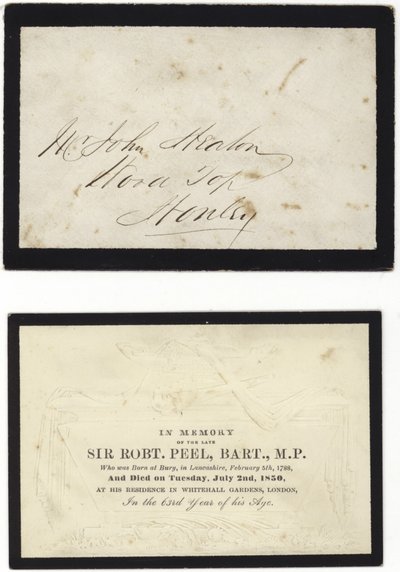 Mr John Heaton
Wood Top
Honley
IN MEMORY
OF THE LATE
SIR ROBT. PEEL, BART., M.P.
Who was Born at Bury, in Lancashire, February 5th, 1788,
And Died on Tuesday, July 2nd, 1850,
AT HIS RESIDENCE IN WHITEHALL GARDENS, LONDON,
In the 63rd Year of his Age.